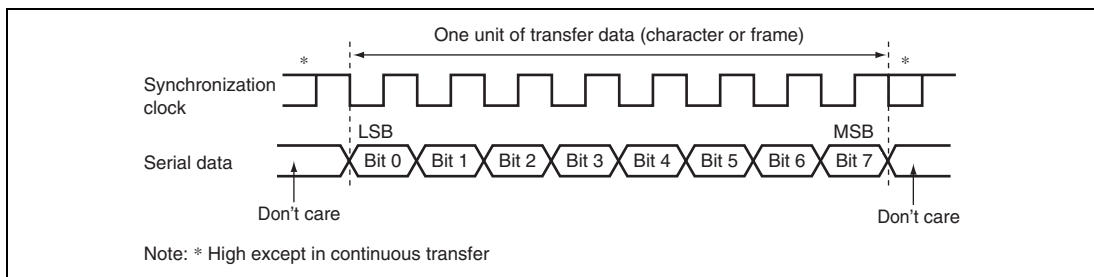 One unit of transfer data (character or frame)
* *
Synchronization
clock
LSB MSB
Serial data Bit 0 Bit 1 Bit 2 Bit 3 Bit 4 Bit 5 Bit 6 Bit 7
Don't care Don't care
Note: * High except in continuous transfer